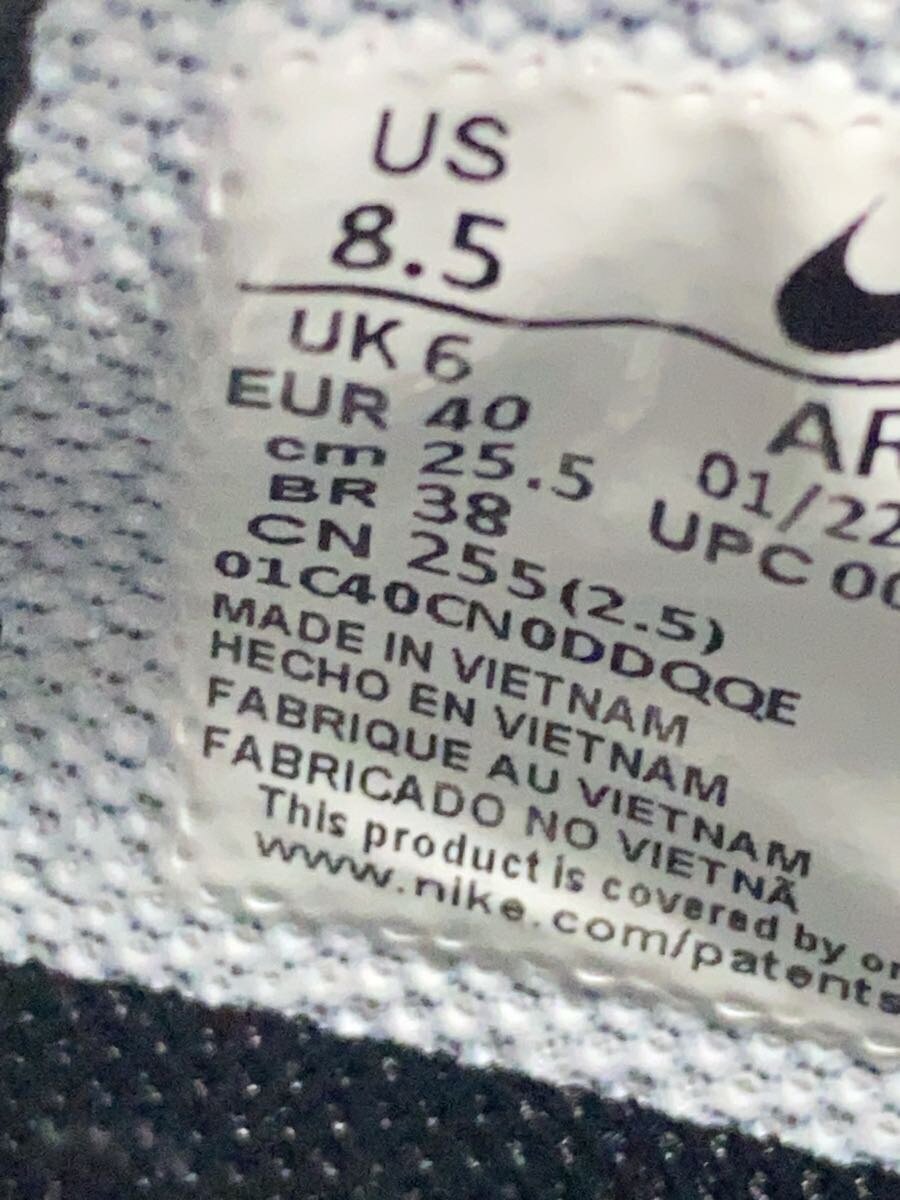 US
8.5
UK 6
EUR 40
cm 25.5
BR 38
CN 255(2.5)
01C40CN0DDQQE
MADE IN VIETNAM
HECHO EN VIETNAM
FABRIQUE AU VIETNAM
FABRICADO NO VIETNÃ
This product is covered by
www.nike.com/patents
AR
01/22
UPC 00